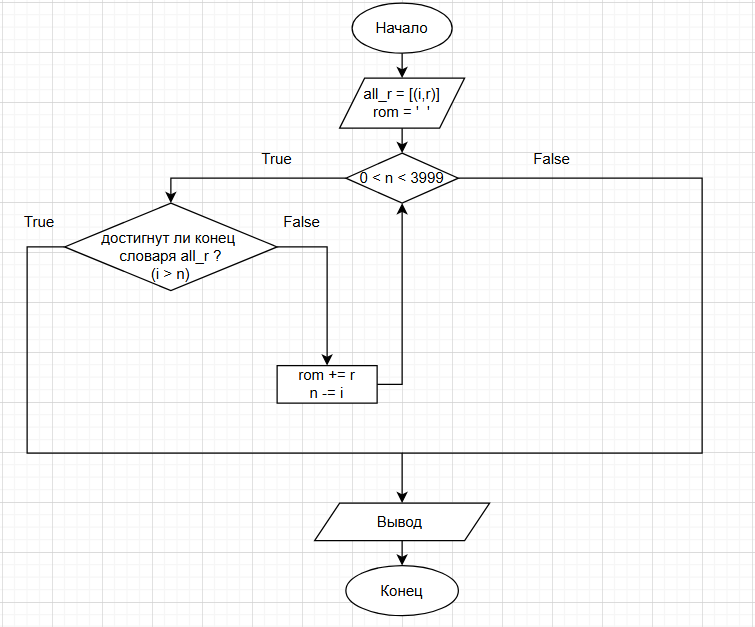 Начало
all_r = [(i,r)]
rom = ' '
True
False
0 < n < 3999
True
False
достигнут ли конец
словаря all_r ?
(i > n)
rom += r
n -= i
Вывод
Конец